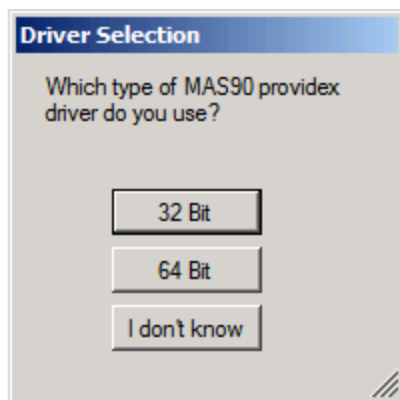 Driver Selection
Which type of MAS90 providex
driver do you use?
32 Bit
64 Bit
I don't know